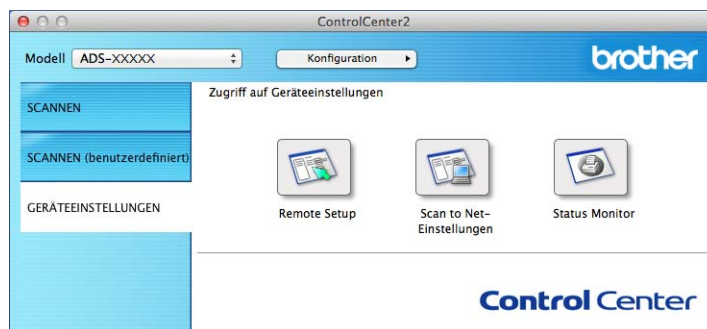 ControlCenter2
Modell ADS-XXXXX Konfiguration brother
SCANNEN
SCANNEN (benutzerdefiniert)
GERÄTEEINSTELLUNGEN
Zugriff auf Geräteeinstellungen
Remote Setup
Scan to Net-
Einstellungen
Status Monitor
Control Center